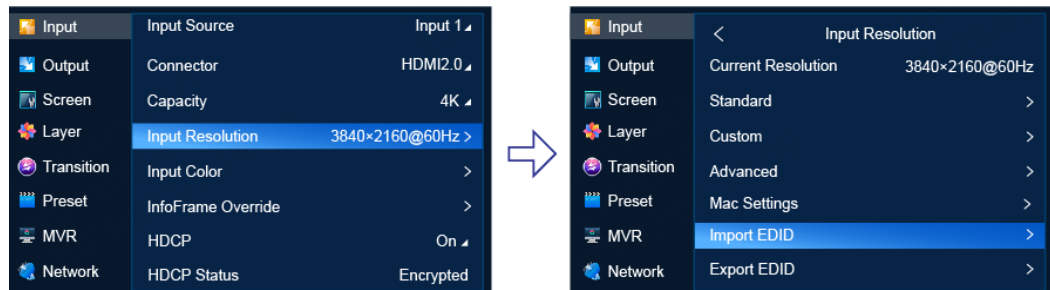 Input
Output
Screen
Layer
Transition
Preset
MVR
Network
Input Source Input 1
Connector HDMI2.0
Capacity 4K
Input Resolution 3840×2160@60Hz >
Input Color >
InfoFrame Override >
HDCP On
HDCP Status Encrypted
Input
Output
Screen
Layer
Transition
Preset
MVR
Network
< Input Resolution
Current Resolution 3840×2160@60Hz
Standard >
Custom >
Advanced >
Mac Settings >
Import EDID >
Export EDID >